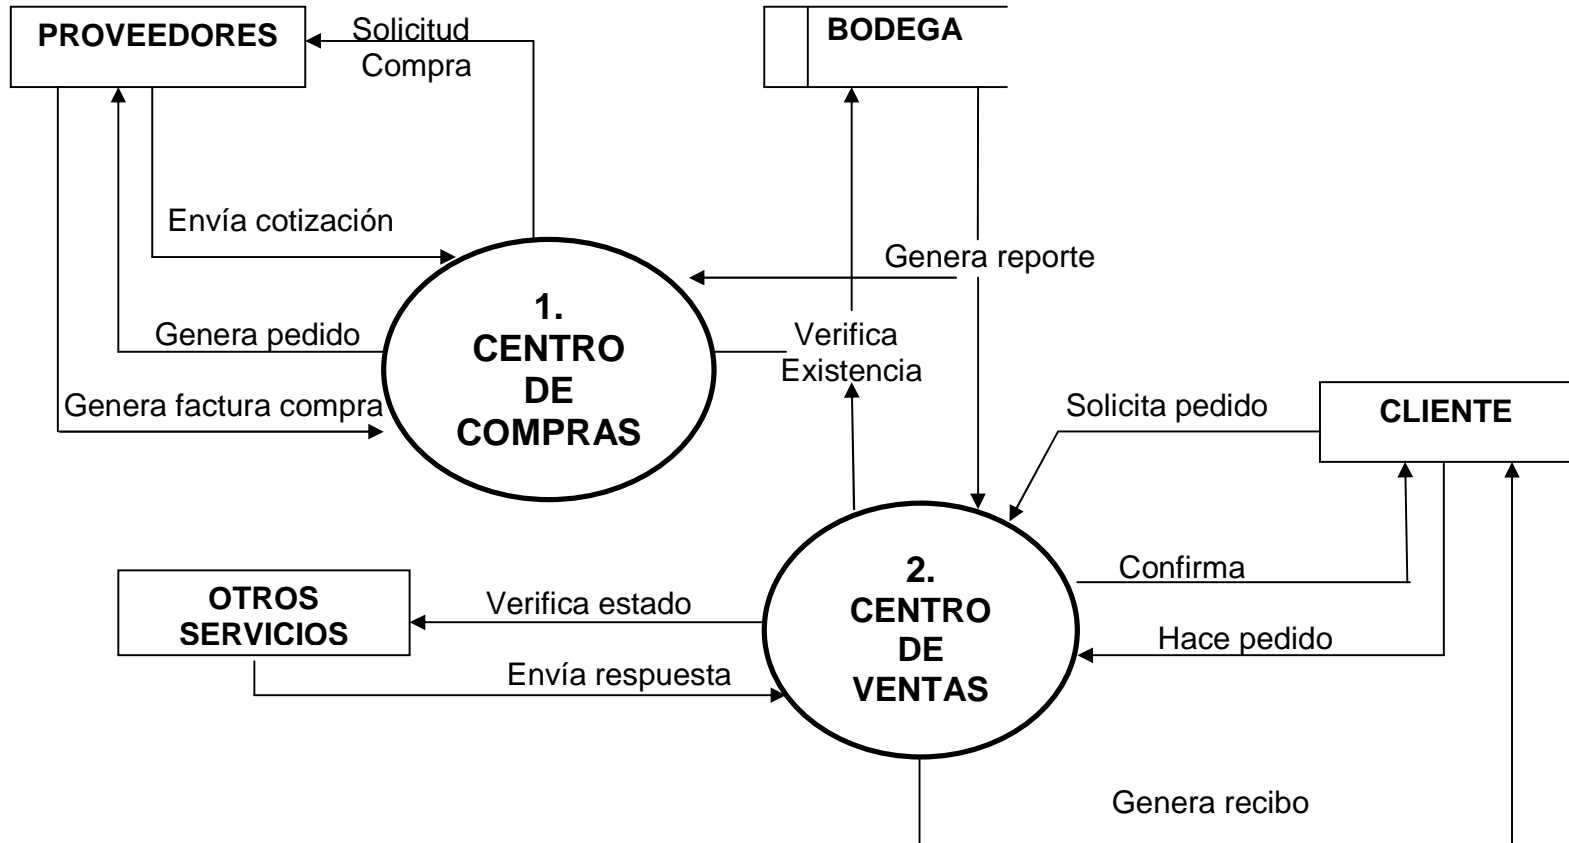 PROVEEDORES
Solicitud
Compra
BODEGA
Envía cotización
Genera reporte
1.
CENTRO
DE
COMPRAS
Genera pedido
Verifica
Existencia
Genera factura compra
Solicita pedido
CLIENTE
2.
CENTRO
DE
VENTAS
Confirma
OTROS
SERVICIOS
Verifica estado
Hace pedido
Envía respuesta
Genera recibo